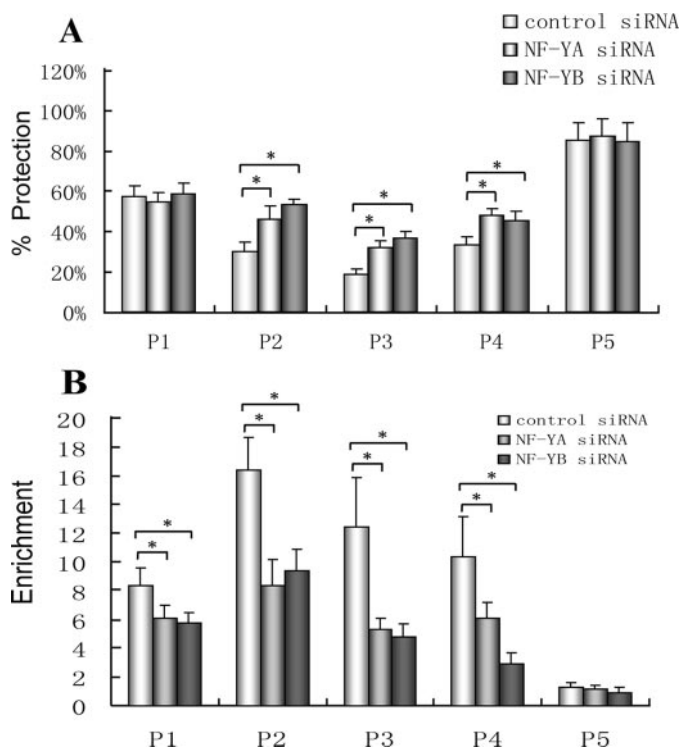 A
control siRNA
NF-YA siRNA
NF-YB siRNA
% Protection
120%
100%
80%
60%
40%
20%
0%
* * * * * *
P1 P2 P3 P4 P5
B
control siRNA
NF-YA siRNA
NF-YB siRNA
Enrichment
20
18
16
14
12
10
8
6
4
2
0
* * * * * * * *
P1 P2 P3 P4 P5